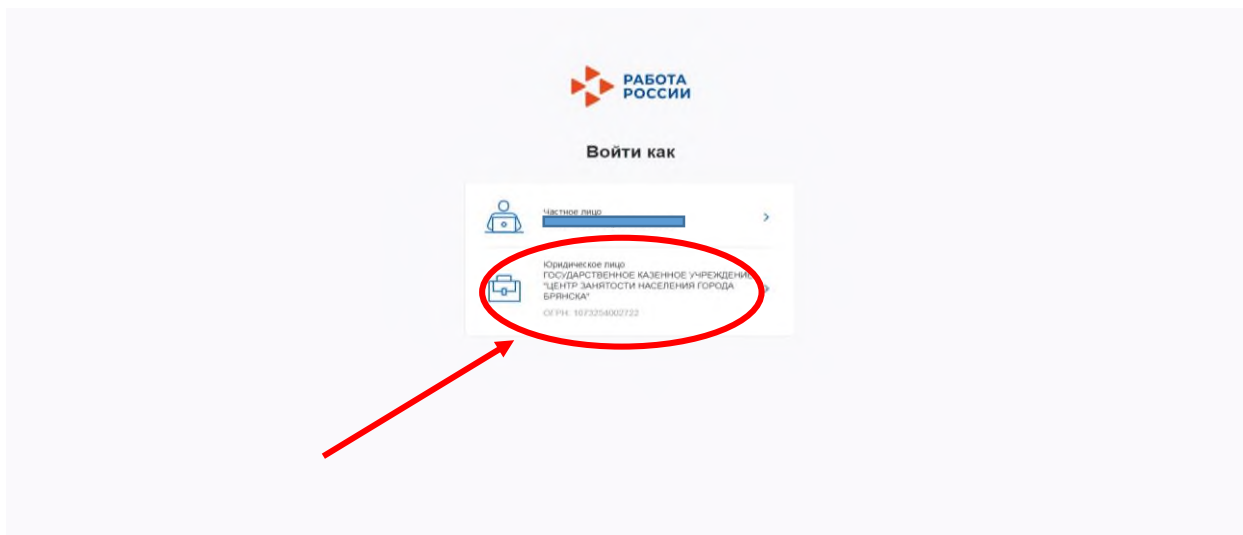 РАБОТА
РОССИИ
Войти как
Частное лицо
Юридическое лицо
ГОСУДАРСТВЕННОЕ КАЗЕННОЕ УЧРЕЖДЕНИЕ
"ЦЕНТР ЗАНЯТОСТИ НАСЕЛЕНИЯ ГОРОДА
БРЯНСКА"
ОГРН: 1073254002722